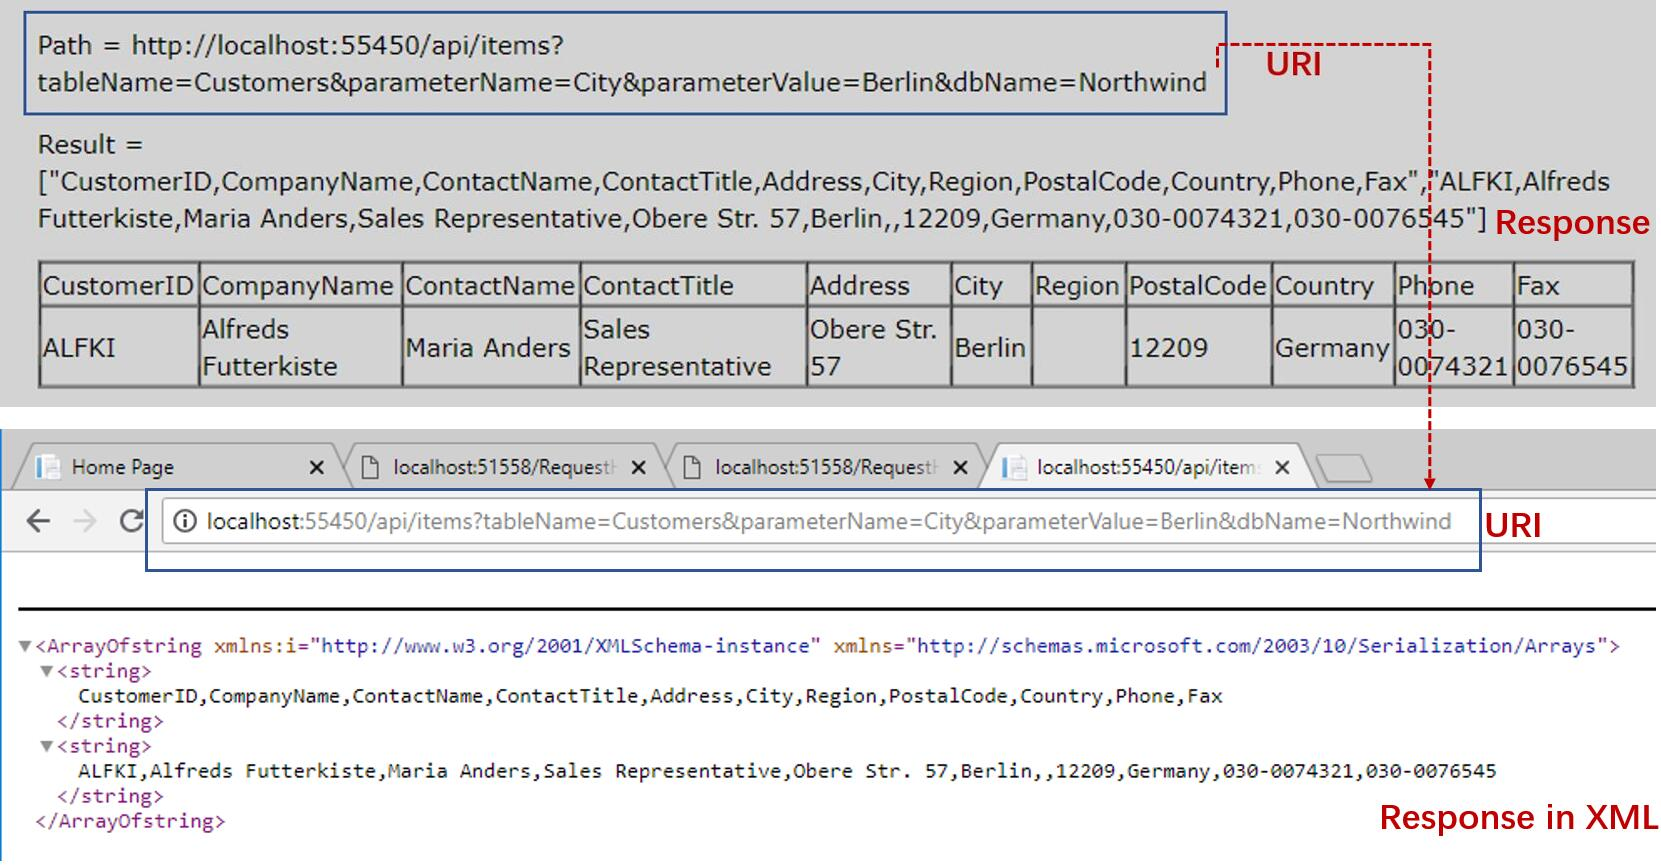 Path = http://localhost:55450/api/items?
tableName=Customers&parameterName=City&parameterValue=Berlin&dbName=Northwind
URI
Result =
["CustomerID,CompanyName,ContactName,ContactTitle,Address,City,Region,PostalCode,Country,Phone,Fax","ALFKI,Alfreds
Futterkiste,Maria Anders,Sales Representative,Obere Str. 57,Berlin,,12209,Germany,030-0074321,030-0076545"] Response
CustomerID CompanyName ContactName ContactTitle Address City Region PostalCode Country Phone Fax
ALFKI Alfreds Futterkiste Maria Anders Sales Representative Obere Str. 57 Berlin 12209 Germany 030-0074321 030-0076545
Home Page localhost:51558/Request localhost:51558/Request localhost:55450/api/item
localhost:55450/api/items?tableName=Customers&parameterName=City&parameterValue=Berlin&dbName=Northwind URI
<ArrayOfstring xmlns:i="http://www.w3.org/2001/XMLSchema-instance" xmlns="http://schemas.microsoft.com/2003/10/Serialization/Arrays">
<string>
CustomerID,CompanyName,ContactName,ContactTitle,Address,City,Region,PostalCode,Country,Phone,Fax
</string>
<string>
ALFKI,Alfreds Futterkiste,Maria Anders,Sales Representative,Obere Str. 57,Berlin,,12209,Germany,030-0074321,030-0076545
</string>
</ArrayOfstring>
Response in XML